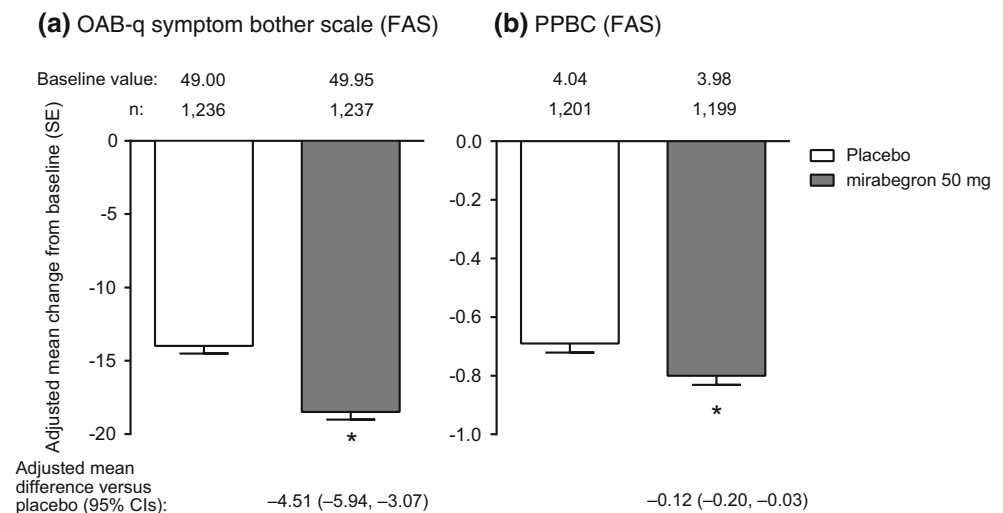 (a) OAB-q symptom bother scale (FAS)
Baseline value: 49.00 49.95
n: 1,236 1,237
Adjusted mean change from baseline (SE)
0
-5
-10
-15
-20
*
Adjusted mean
difference versus
placebo (95% CIs): –4.51 (–5.94, –3.07)
(b) PPBC (FAS)
4.04 3.98
1,201 1,199
0.0
-0.2
-0.4
-0.6
-0.8
-1.0
*
–0.12 (–0.20, –0.03)
Placebo
mirabegron 50 mg